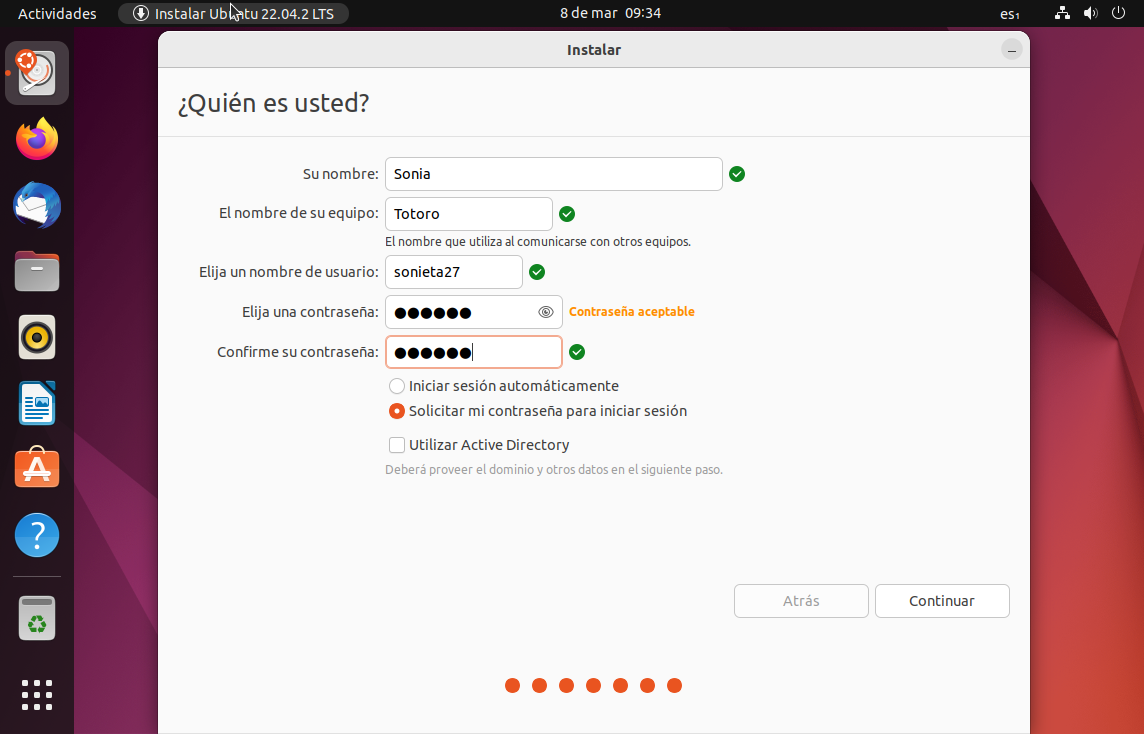 Actividades
Instalar Ubuntu 22.04.2 LTS
8 de mar 09:34
es₁
Instalar
¿Quién es usted?
Su nombre: Sonia
El nombre de su equipo: Totoro
El nombre que utiliza al comunicarse con otros equipos.
Elija un nombre de usuario: sonieta27
Elija una contraseña: ●●●●●● Contraseña aceptable
Confirme su contraseña: ●●●●●●
Iniciar sesión automáticamente
Solicitar mi contraseña para iniciar sesión
Utilizar Active Directory
Deberá proveer el dominio y otros datos en el siguiente paso.
Atrás
Continuar